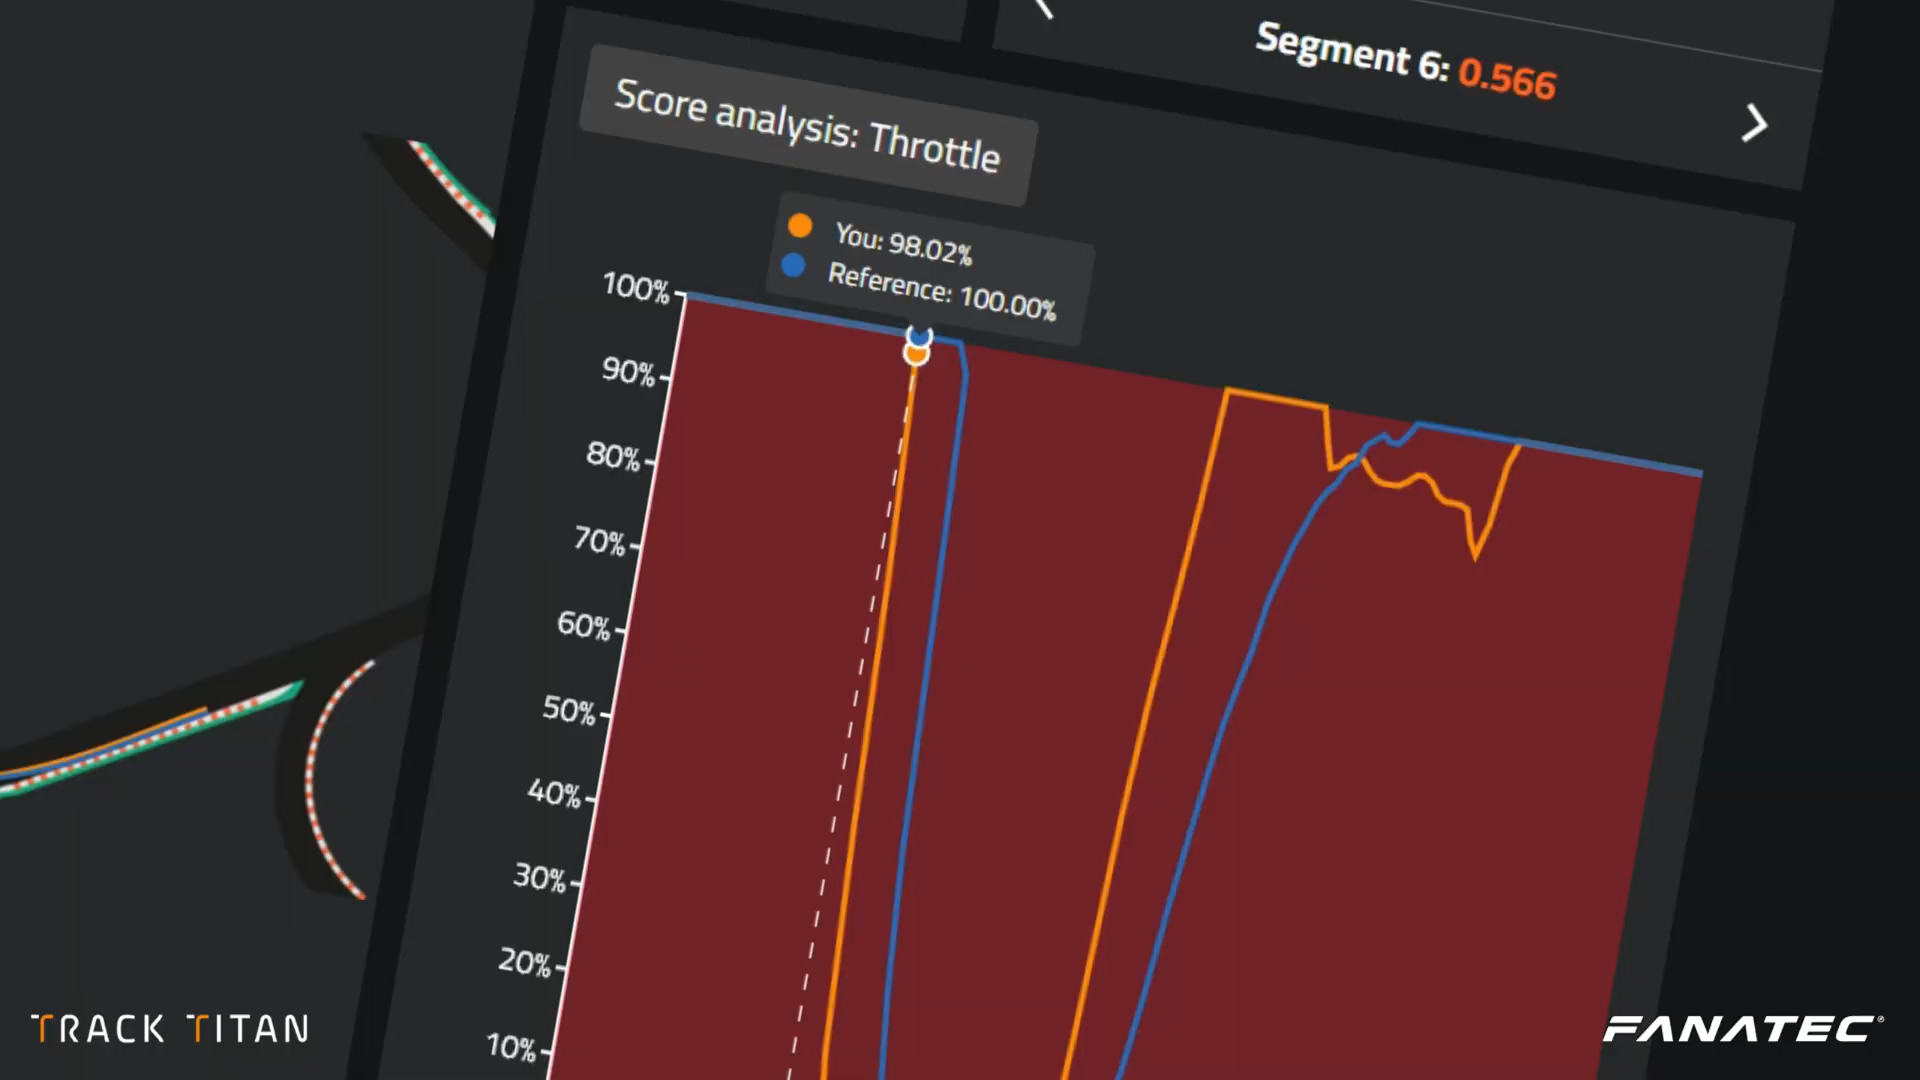 Segment 6: 0.566
Score analysis: Throttle
You: 98.02%
Reference: 100.00%
100%
90%
80%
70%
60%
50%
40%
30%
20%
10%
TRACK TITAN
FANATEC®